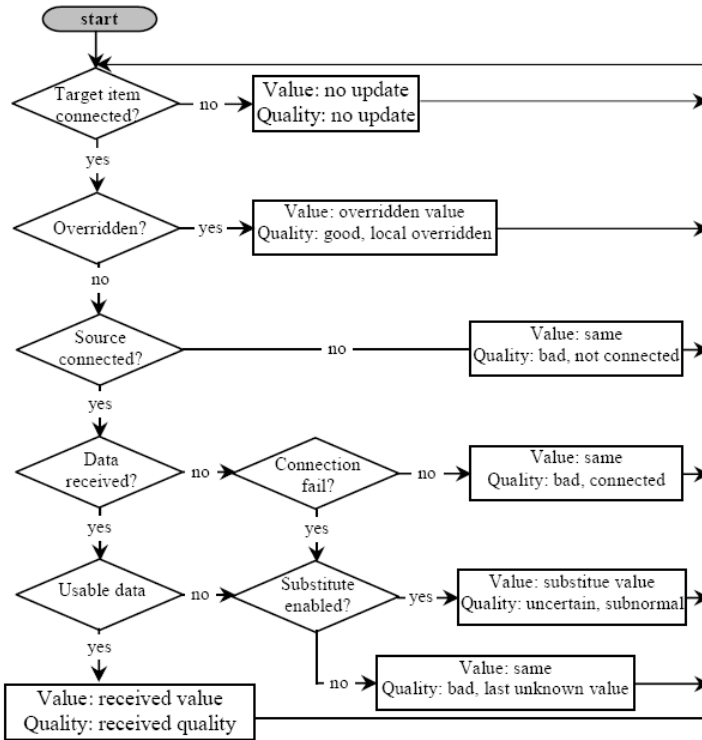 start
Target item
connected?
no
Value: no update
Quality: no update
yes
Overridden?
yes
Value: overridden value
Quality: good, local overridden
no
Source
connected?
no
Value: same
Quality: bad, not connected
yes
Data
received?
no
Connection
fail?
no
Value: same
Quality: bad, connected
yes
yes
Usable data
no
Substitute
enabled?
yes
Value: substitue value
Quality: uncertain, subnormal
yes
no
Value: same
Quality: bad, last unknown value
Value: received value
Quality: received quality